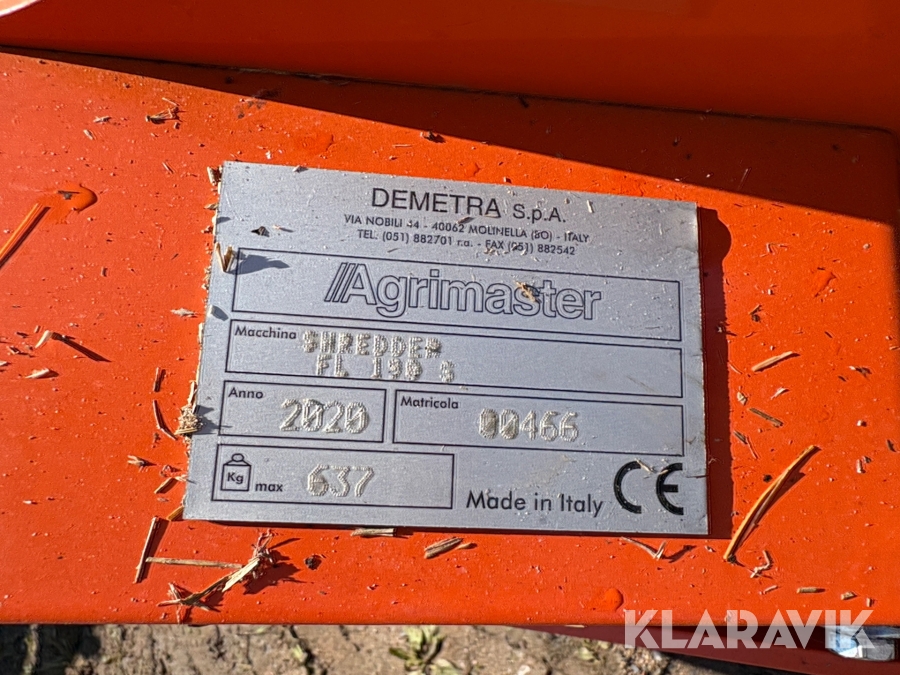 DEMETRA S.p.A.
VIA NOBILI 44 - 40062 MOLINELLA (BO) - ITALY
TEL. (051) 882701 r.a. - FAX (051) 882542
Agrimaster
Macchina SHREDDER
FL 190 S
Anno 2020 Matricola 00466
Kg max 637 Made in Italy CE
KLARAVIK